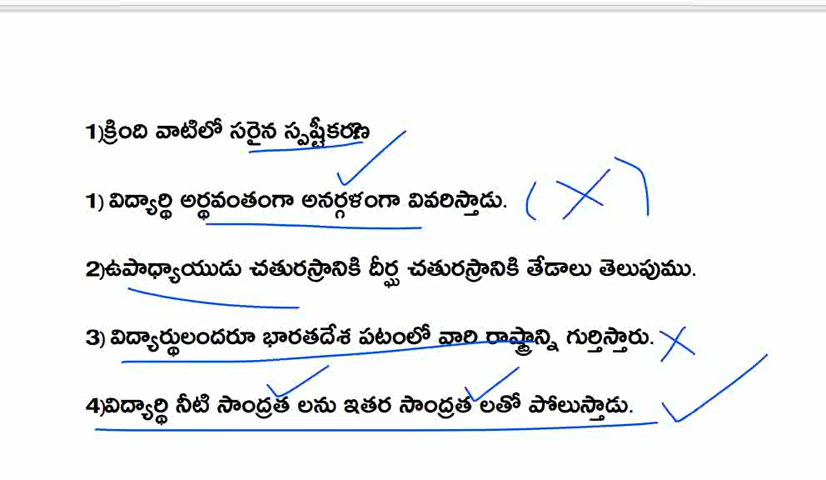 1)క్రింది వాటిలో సరైన స్పష్టీకరణ
1) విద్యార్థి అర్థవంతంగా అనర్గళంగా వివరిస్తాడు. (X)
2)ఉపాధ్యాయుడు చతురస్రానికి దీర్ఘ చతురస్రానికి తేడాలు తెలుపుము.
3) విద్యార్థులందరూ భారతదేశ పటంలో వారి రాష్ట్రాన్ని గుర్తిస్తారు. X
4)విద్యార్థి నీటి సాంద్రత లను ఇతర సాంద్రత లతో పోలుస్తాడు.